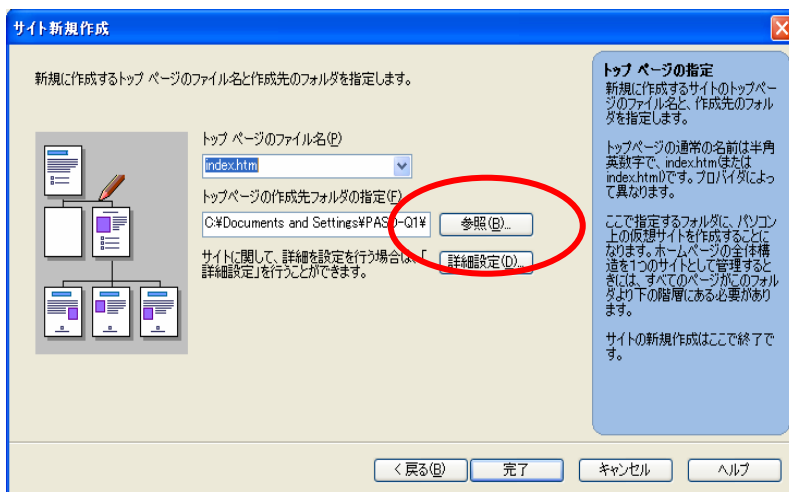 サイト新規作成
新規に作成するトップ ページのファイル名と作成先のフォルダを指定します。
トップ ページのファイル名(P)
index.htm
トップページの作成先フォルダの指定(F)
C:¥Documents and Settings¥PASO-Q1¥
参照(B)...
サイトに関して、詳細を設定を行う場合は、「
詳細設定」を行うことができます。
詳細設定(D)...
トップ ページの指定
新規に作成するサイトのトップペー
ジのファイル名と、作成先のフォル
ダを指定します。
トップページの通常の名前は半角
英数字で、index.htm(または
index.html)です。プロバイダによっ
て異なります。
ここで指定するフォルダに、パソコン
上の仮想サイトを作成することに
なります。ホームページの全体構
造を1つのサイトとして管理すると
きには、すべてのページがこのフォル
ダより下の階層にある必要があり
ます。
サイトの新規作成はここで終了で
す。
< 戻る(B)
完了
キャンセル
ヘルプ